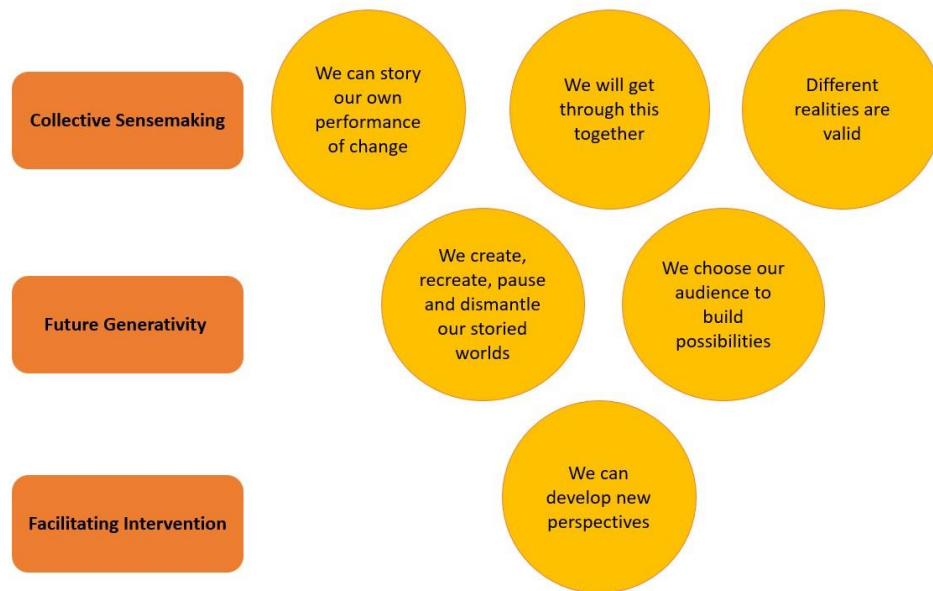 Collective Sensemaking
We can story
our own
performance
of change
We will get
through this
together
Different
realities are
valid
Future Generativity
We create,
recreate, pause
and dismantle
our storied
worlds
We choose our
audience to
build
possibilities
Facilitating Intervention
We can
develop new
perspectives